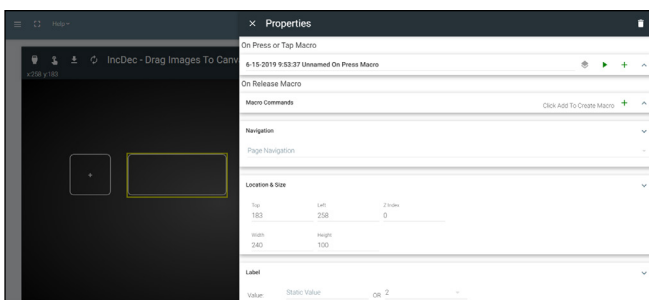 Help
Properties
On Press or Tap Macro
IncDec - Drag Images To Canv
6-15-2019 9:53:37 Unnamed On Press Macro
x:258 y:183
On Release Macro
Macro Commands
Click Add To Create Macro
Navigation
Page Navigation
Location & Size
Top
Left
Z Index
183
258
0
Width
Height
240
100
Label
Value:
Static Value
OR
2